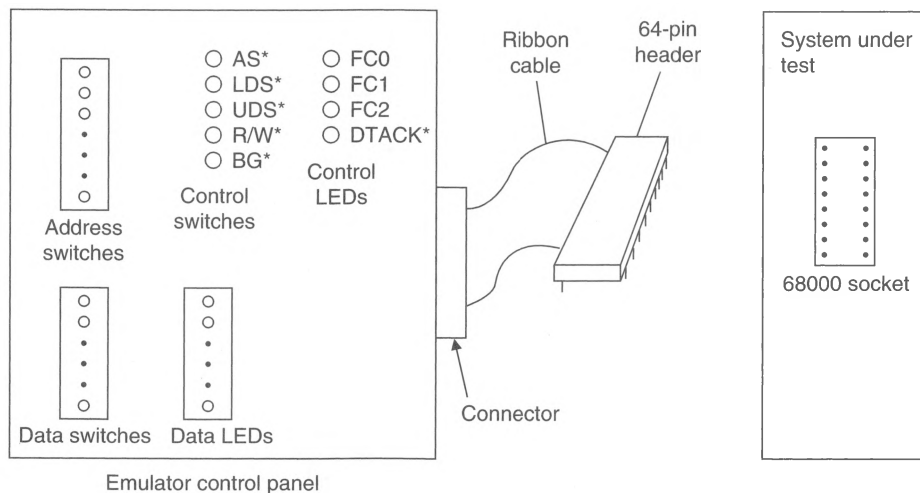 AS*
LDS*
UDS*
R/W*
BG*
Control
switches
FC0
FC1
FC2
DTACK*
Control
LEDs
Address
switches
Data switches
Data LEDs
Emulator control panel
Ribbon
cable
64-pin
header
Connector
System under
test
68000 socket